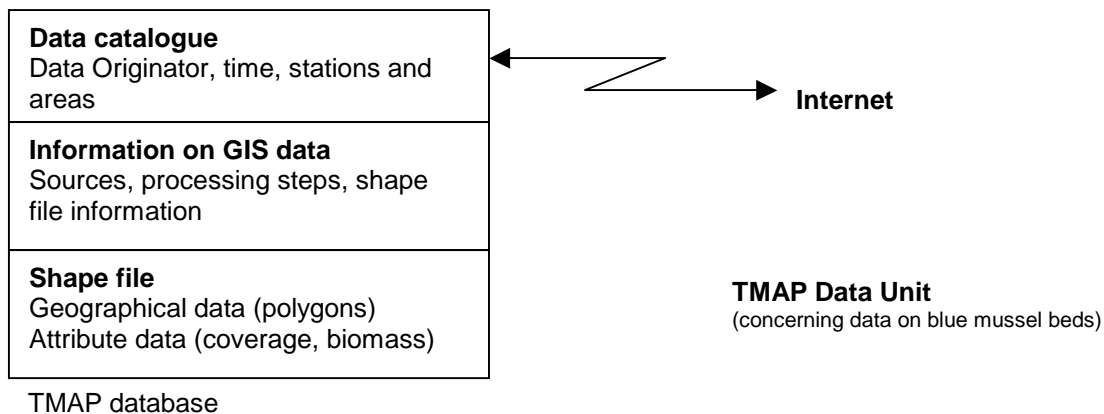 Data catalogue
Data Originator, time, stations and
areas
Internet
Information on GIS data
Sources, processing steps, shape
file information
Shape file
Geographical data (polygons)
Attribute data (coverage, biomass)
TMAP Data Unit
(concerning data on blue mussel beds)
TMAP database